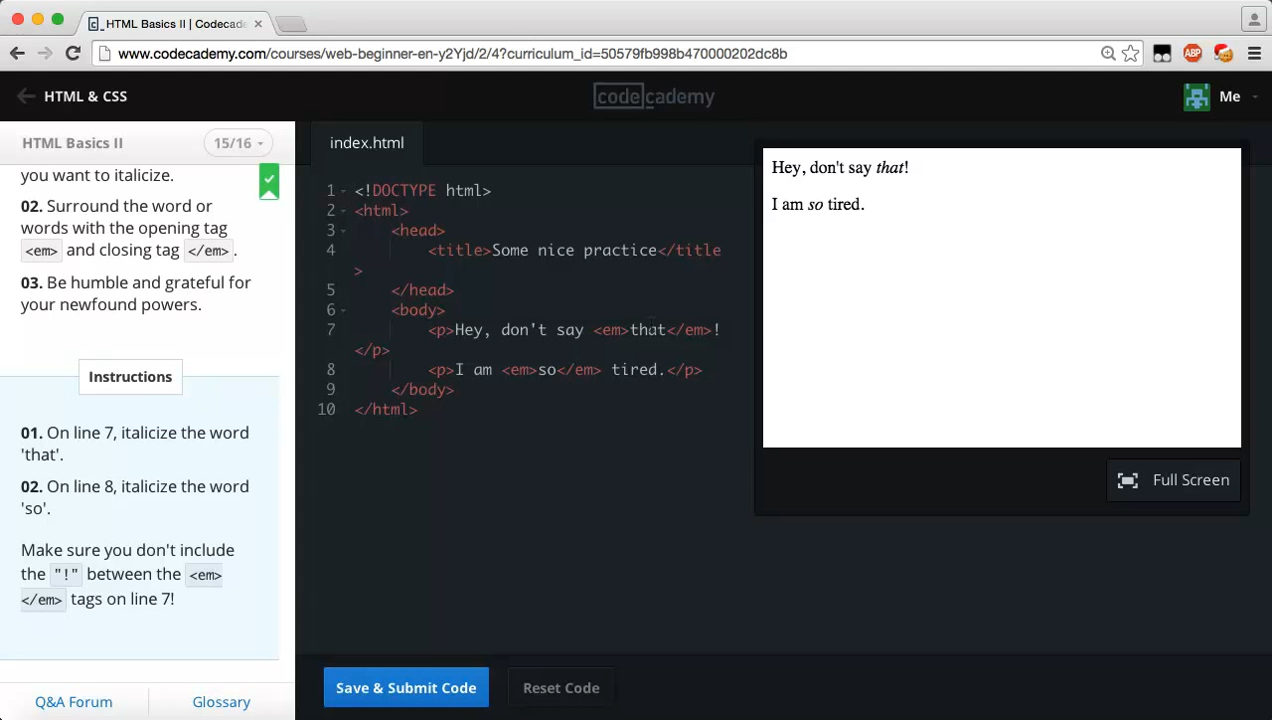 HTML Basics II | Codecade
www.codecademy.com/courses/web-beginner-en-y2Yjd/2/4?curriculum_id=50579fb998b470000202dc8b
ABP
HTML & CSS
codecademy
Me
HTML Basics II
15/16
you want to italicize.
02. Surround the word or
words with the opening tag
<em> and closing tag </em>.
03. Be humble and grateful for
your newfound powers.
Instructions
01. On line 7, italicize the word
'that'.
02. On line 8, italicize the word
'so'.
Make sure you don't include
the "!" between the <em>
</em> tags on line 7!
Q&A Forum
Glossary
index.html
1 <!DOCTYPE html>
2 <html>
3 <head>
4 <title>Some nice practice</title
>
5 </head>
6 <body>
7 <p>Hey, don't say <em>that</em>!
</p>
8 <p>I am <em>so</em> tired.</p>
9 </body>
10 </html>
Save & Submit Code
Reset Code
Hey, don't say that!
I am so tired.
Full Screen